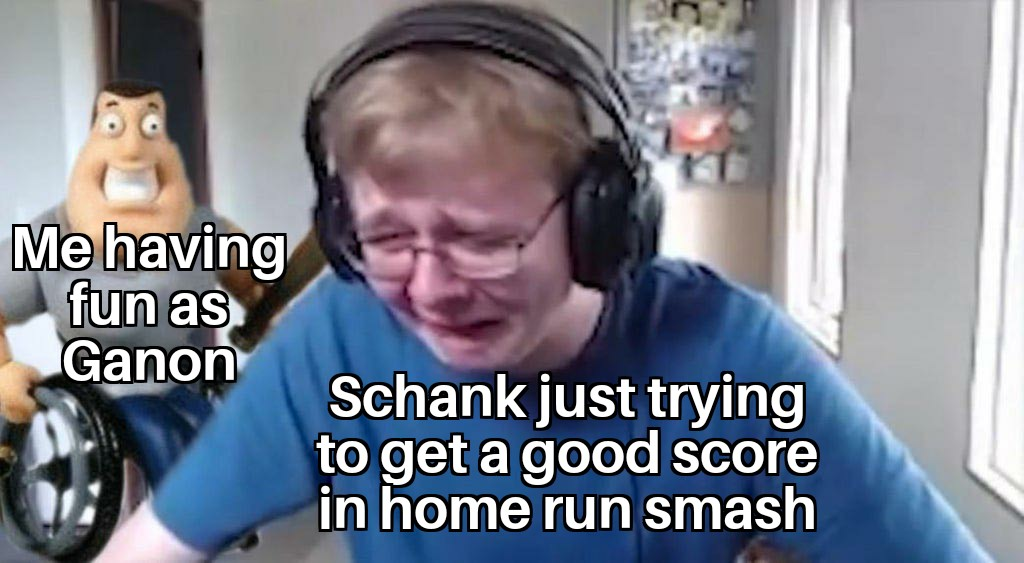 Me having
fun as
Ganon
Schank just trying
to get a good score
in home run smash